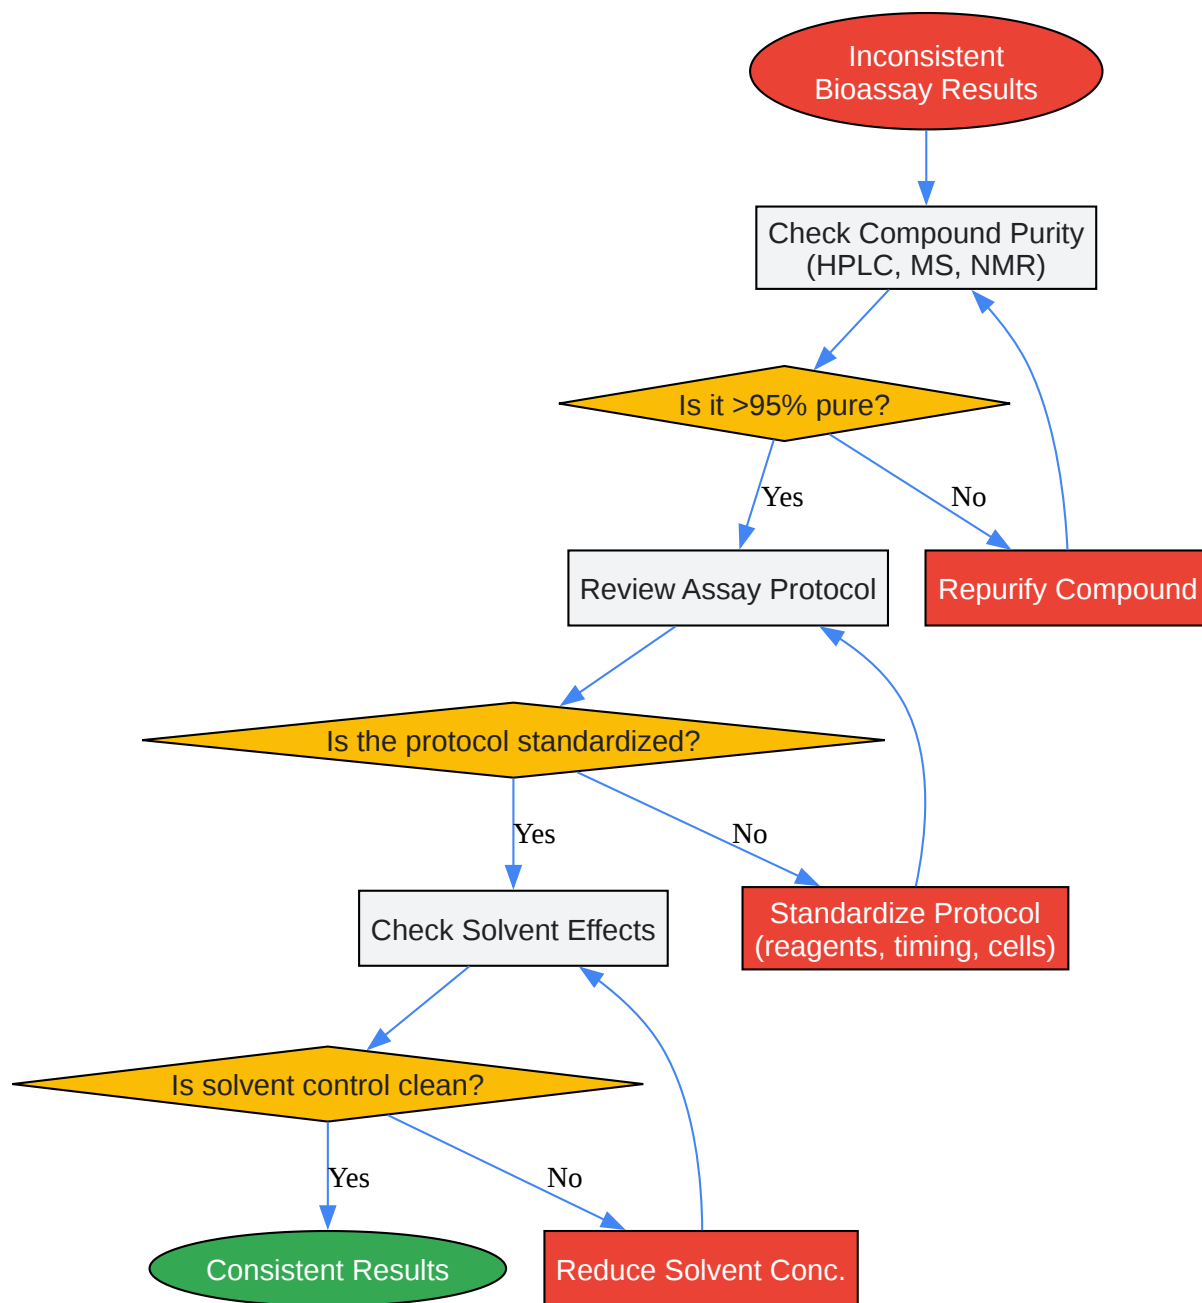 Inconsistent
Bioassay Results
Check Compound Purity
(HPLC, MS, NMR)
Is it >95% pure?
Yes
No
Review Assay Protocol
Repurify Compound
Is the protocol standardized?
Yes
No
Check Solvent Effects
Standardize Protocol
(reagents, timing, cells)
Is solvent control clean?
Yes
No
Consistent Results
Reduce Solvent Conc.